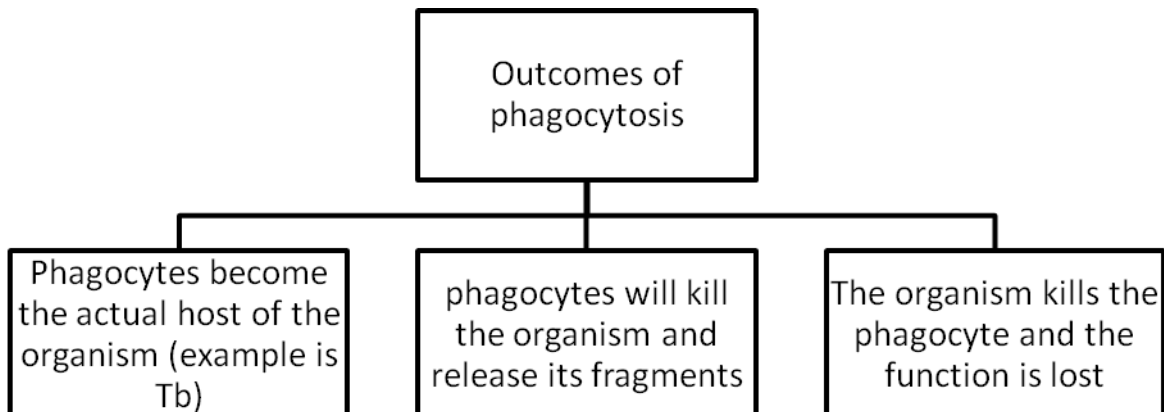 Outcomes of
phagocytosis
Phagocytes become
the actual host of the
organism (example is
Tb)
phagocytes will kill
the organism and
release its fragments
The organism kills the
phagocyte and the
function is lost